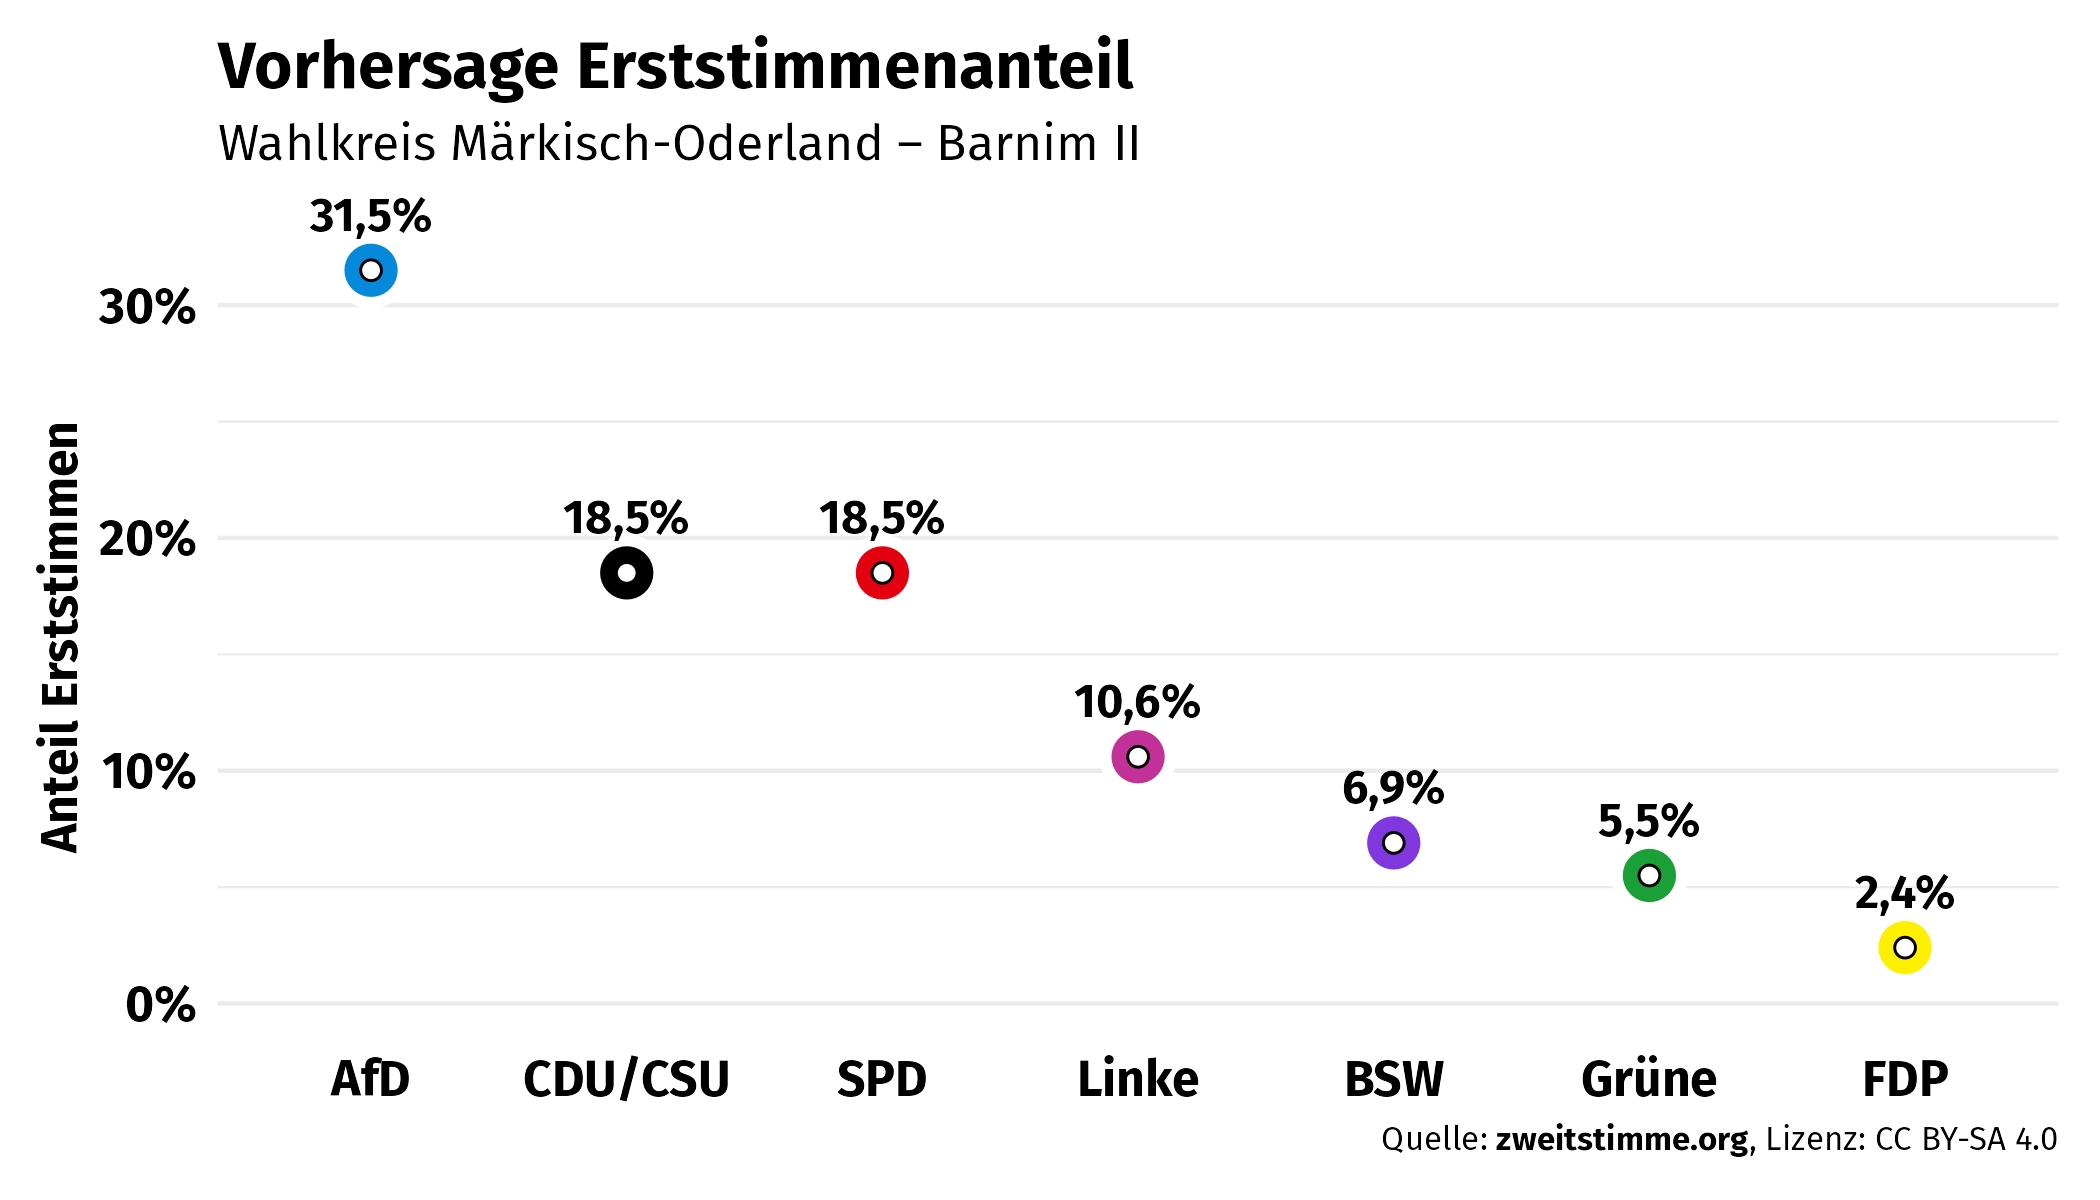 Vorhersage Erststimmenanteil
Wahlkreis Märkisch-Oderland – Barnim II
Anteil Erststimmen
30%
20%
10%
0%
31,5%
18,5%
18,5%
10,6%
6,9%
5,5%
2,4%
AfD CDU/CSU SPD Linke BSW Grüne FDP
Quelle: zweitstimme.org, Lizenz: CC BY-SA 4.0